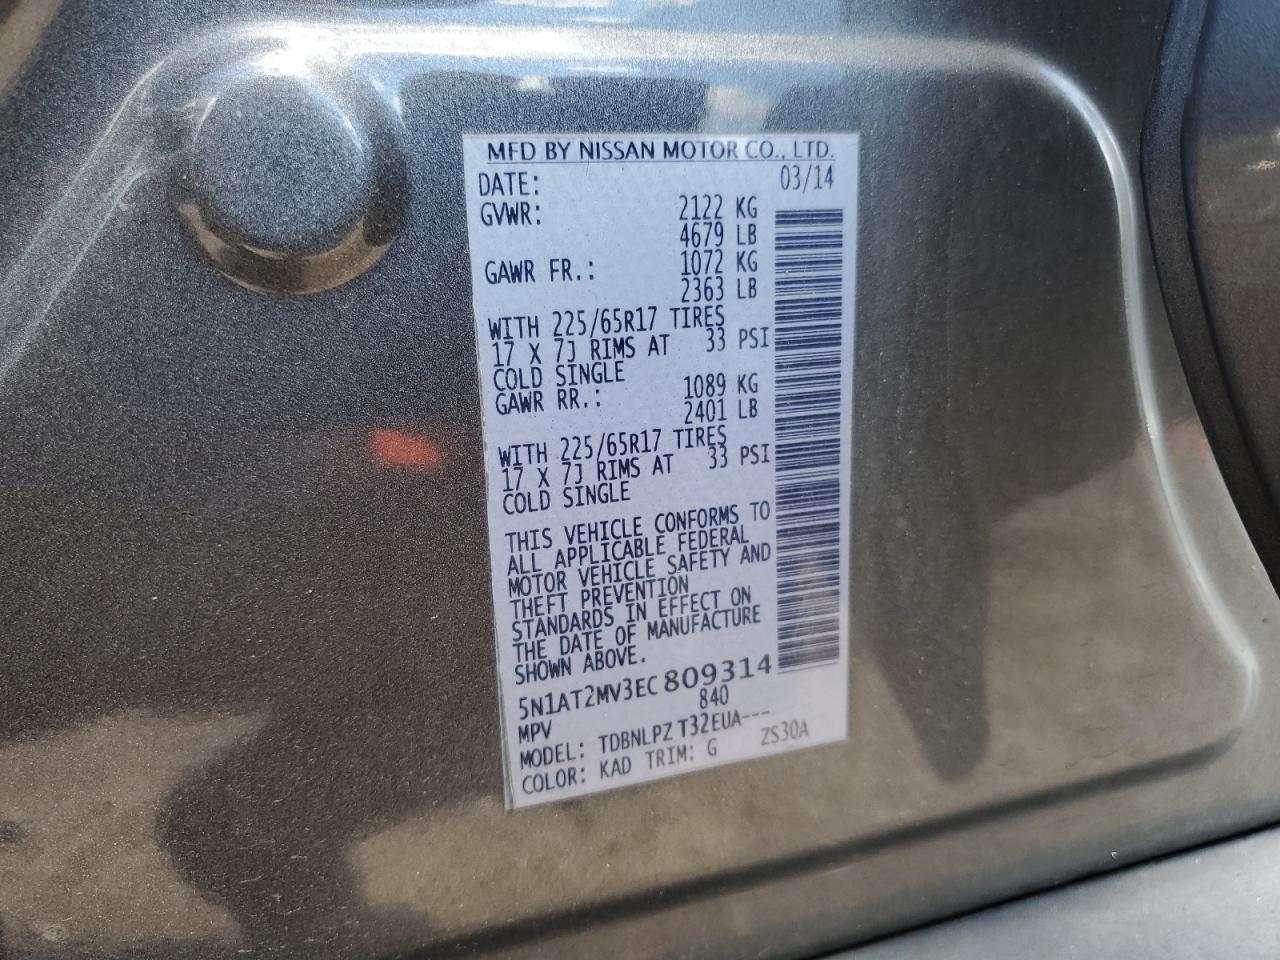 MFD BY NISSAN MOTOR CO., LTD.
DATE: 03/14
GVWR: 2122 KG
4679 LB
GAWR FR.: 1072 KG
2363 LB
WITH 225/65R17 TIRES
17 X 7J RIMS AT 33 PSI
COLD SINGLE
GAWR RR.: 1089 KG
2401 LB
WITH 225/65R17 TIRES
17 X 7J RIMS AT 33 PSI
COLD SINGLE
THIS VEHICLE CONFORMS TO
ALL APPLICABLE FEDERAL
MOTOR VEHICLE SAFETY AND
THEFT PREVENTION
STANDARDS IN EFFECT ON
THE DATE OF MANUFACTURE
SHOWN ABOVE.
5N1AT2MV3EC809314
MPV 840
MODEL: TDBNLPZ T32EUA---
COLOR: KAD TRIM: G ZS30A